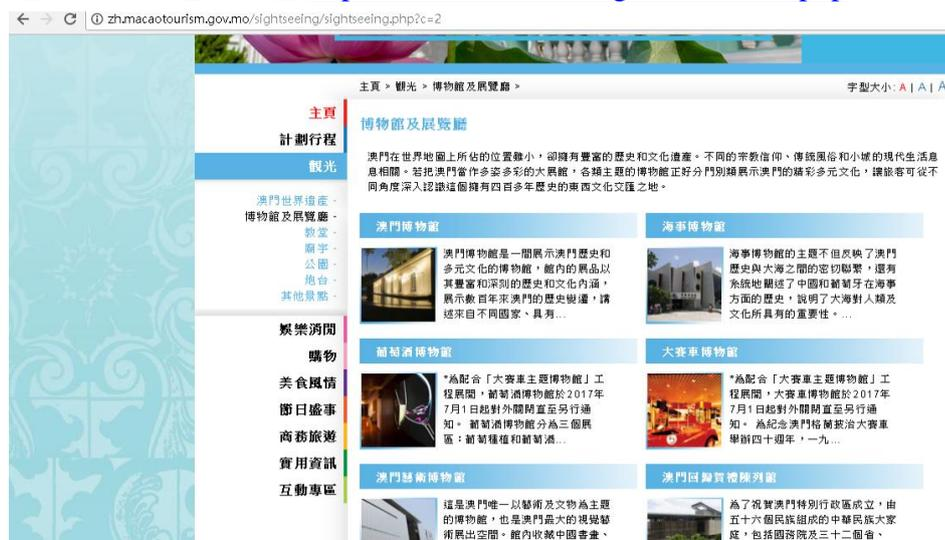 zh.macaotourism.gov.mo/sightseeing/sightseeing.php?c=2
主頁 > 觀光 > 博物館及展覽廳 >
字型大小: A | A | A
主頁
計劃行程
觀光
澳門世界遺產 -
博物館及展覽廳 -
教堂 -
廟宇 -
公園 -
炮台 -
其他景點 -
娛樂消閒
購物
美食風情
節日盛事
商務旅遊
實用資訊
互動專區
博物館及展覽廳
澳門在世界地圖上所佔的位置雖小，卻擁有豐富的歷史和文化遺產。不同的宗教信仰、傳統風俗和小城的現代生活息
息相關。若把澳門當作多姿多彩的大展館，各類主題的博物館正好分門別類展示澳門的精彩多元文化，讓旅客可從不
同角度深入認識這個擁有四百多年歷史的東西文化交匯之地。
澳門博物館
澳門博物館是一間展示澳門歷史和
多元文化的博物館，館內的展品以
其豐富和深刻的歷史和文化內涵，
展示數百年來澳門的歷史變遷，講
述來自不同國家、具有...
海事博物館
海事博物館的主題不但反映了澳門
歷史與大海之間的密切聯繫，還有
系統地闡述了中國和葡萄牙在海事
方面的歷史，說明了大海對人類及
文化所具有的重要性。...
葡萄酒博物館
*為配合「大賽車主題博物館」工
程展開，葡萄酒博物館於2017年
7月1日起對外關閉直至另行通
知。 葡萄酒博物館分為三個展
區：葡萄種植和葡萄酒...
大賽車博物館
*為配合「大賽車主題博物館」工
程展開，大賽車博物館於2017年
7月1日起對外關閉直至另行通
知。 為紀念澳門格蘭披治大賽車
舉辦四十週年，一九...
澳門藝術博物館
這是澳門唯一以藝術及文物為主題
的博物館，也是澳門最大的視覺藝
術展出空間。館內收藏中國書畫、
澳門回歸賀禮陳列館
為了祝賀澳門特別行政區成立，由
五十六個民族組成的中華民族大家
庭，包括國務院及三十二個省、